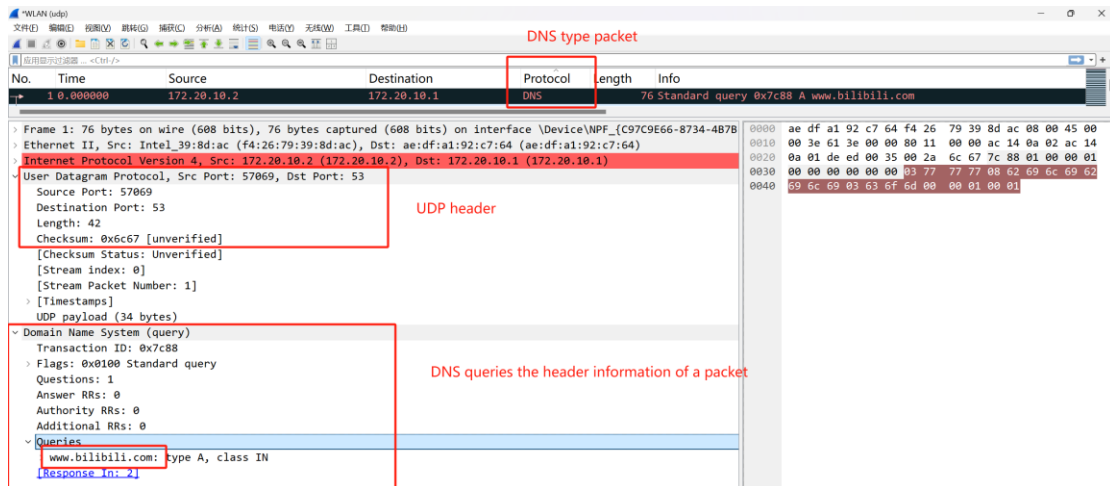 *WLAN (udp)
文件(F) 编辑(E) 视图(V) 跳转(G) 捕获(C) 分析(A) 统计(S) 电话(Y) 无线(W) 工具(T) 帮助(H)
DNS type packet
应用显示过滤器 … <Ctrl-/>
No. Time Source Destination Protocol Length Info
1 0.000000 172.20.10.2 172.20.10.1 DNS 76 Standard query 0x7c88 A www.bilibili.com
Frame 1: 76 bytes on wire (608 bits), 76 bytes captured (608 bits) on interface \Device\NPF_{C97C9E66-8734-4B7B
Ethernet II, Src: Intel_39:8d:ac (f4:26:79:39:8d:ac), Dst: ae:df:a1:92:c7:64 (ae:df:a1:92:c7:64)
Internet Protocol Version 4, Src: 172.20.10.2 (172.20.10.2), Dst: 172.20.10.1 (172.20.10.1)
User Datagram Protocol, Src Port: 57069, Dst Port: 53
Source Port: 57069
Destination Port: 53
Length: 42
Checksum: 0x6c67 [unverified]
UDP header
[Checksum Status: Unverified]
[Stream index: 0]
[Stream Packet Number: 1]
[Timestamps]
UDP payload (34 bytes)
Domain Name System (query)
Transaction ID: 0x7c88
Flags: 0x0100 Standard query
Questions: 1
Answer RRs: 0
Authority RRs: 0
Additional RRs: 0
DNS queries the header information of a packet
Queries
www.bilibili.com: type A, class IN
[Response In: 2]
0000 ae df a1 92 c7 64 f4 26 79 39 8d ac 08 00 45 00
0010 00 3e 61 3e 00 00 80 11 00 00 ac 14 0a 02 ac 14
0020 0a 01 de ed 00 35 00 2a 6c 67 7c 88 01 00 00 01
0030 00 00 00 00 00 00 03 77 77 77 08 62 69 6c 69 62
0040 69 6c 69 03 63 6f 6d 00 00 01 00 01